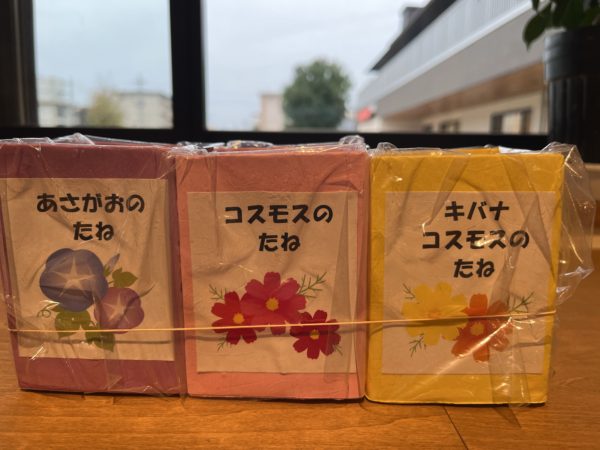 あさがおの
たね
コスモスの
たね
キバナ
コスモスの
たね